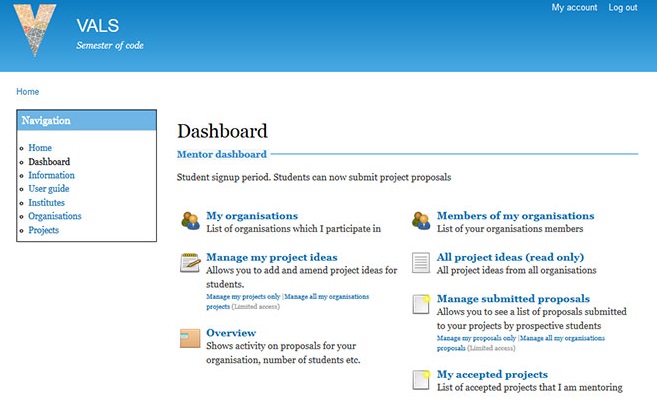 My account Log out
VALS
Semester of code
Home
Navigation
Home
Dashboard
Information
User guide
Institutes
Organisations
Projects
Dashboard
Mentor dashboard
Student signup period. Students can now submit project proposals
My organisations
List of organisations which I participate in
Manage my project ideas
Allows you to add and amend project ideas for
students.
Manage my projects only |Manage all my organisations
projects (Limited access)
Overview
Shows activity on proposals for your
organisation, number of students etc.
Members of my organisations
List of your organisations members
All project ideas (read only)
All project ideas from all organisations
Manage submitted proposals
Allows you to see a list of proposals submitted
to your projects by prospective students
Manage my proposals only |Manage all my organisations
proposals (Limited access)
My accepted projects
List of accepted projects that I am mentoring